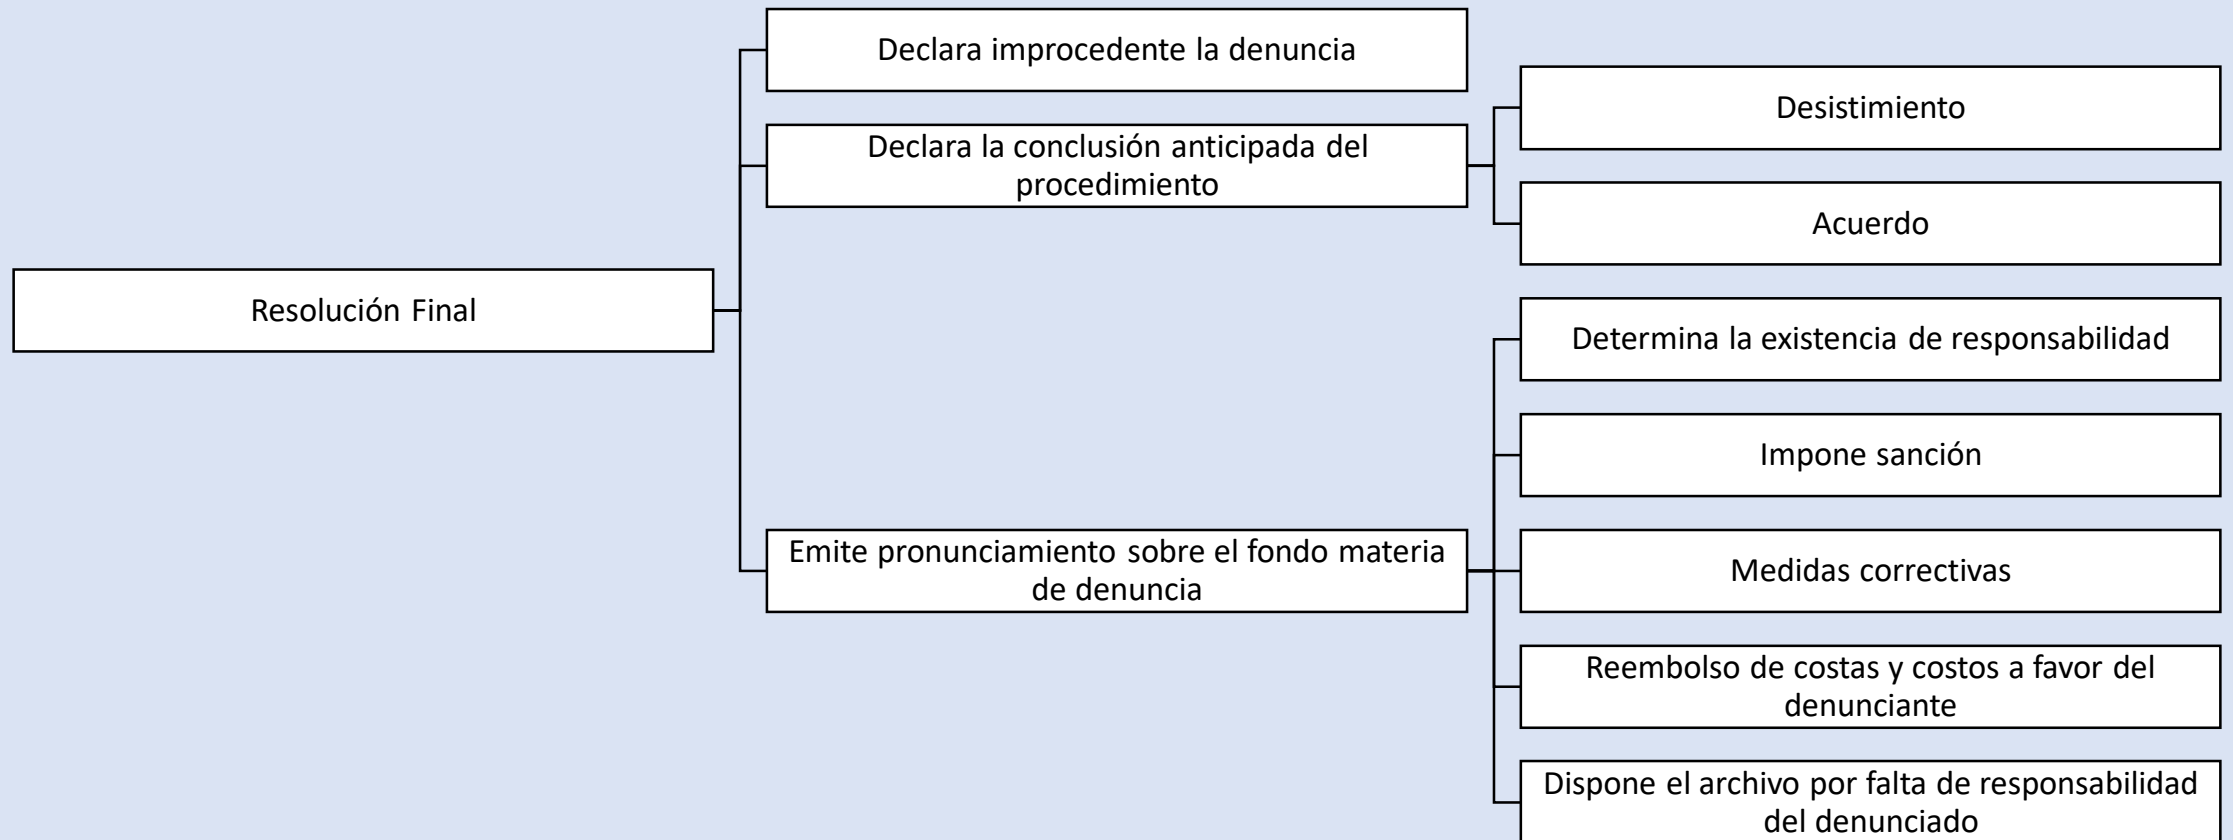 Resolución Final
Declara improcedente la denuncia
Declara la conclusión anticipada del
procedimiento
Desistimiento
Acuerdo
Emite pronunciamiento sobre el fondo materia
de denuncia
Determina la existencia de responsabilidad
Impone sanción
Medidas correctivas
Reembolso de costas y costos a favor del
denunciante
Dispone el archivo por falta de responsabilidad
del denunciado